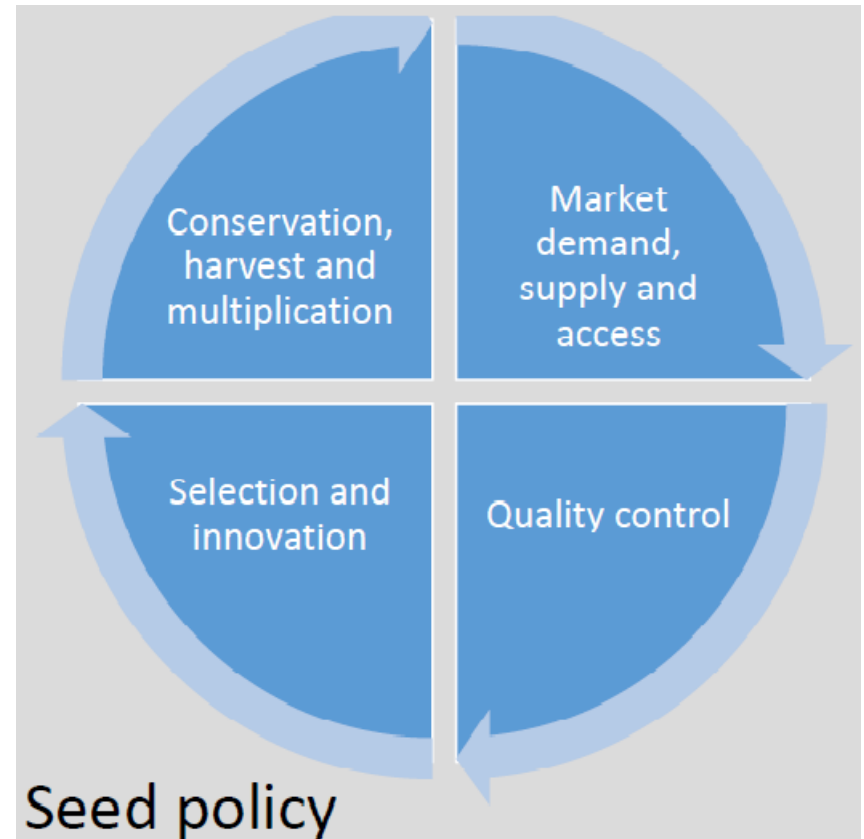 Conservation,
harvest and
multiplication
Market
demand,
supply and
access
Selection and
innovation
Quality control
Seed policy